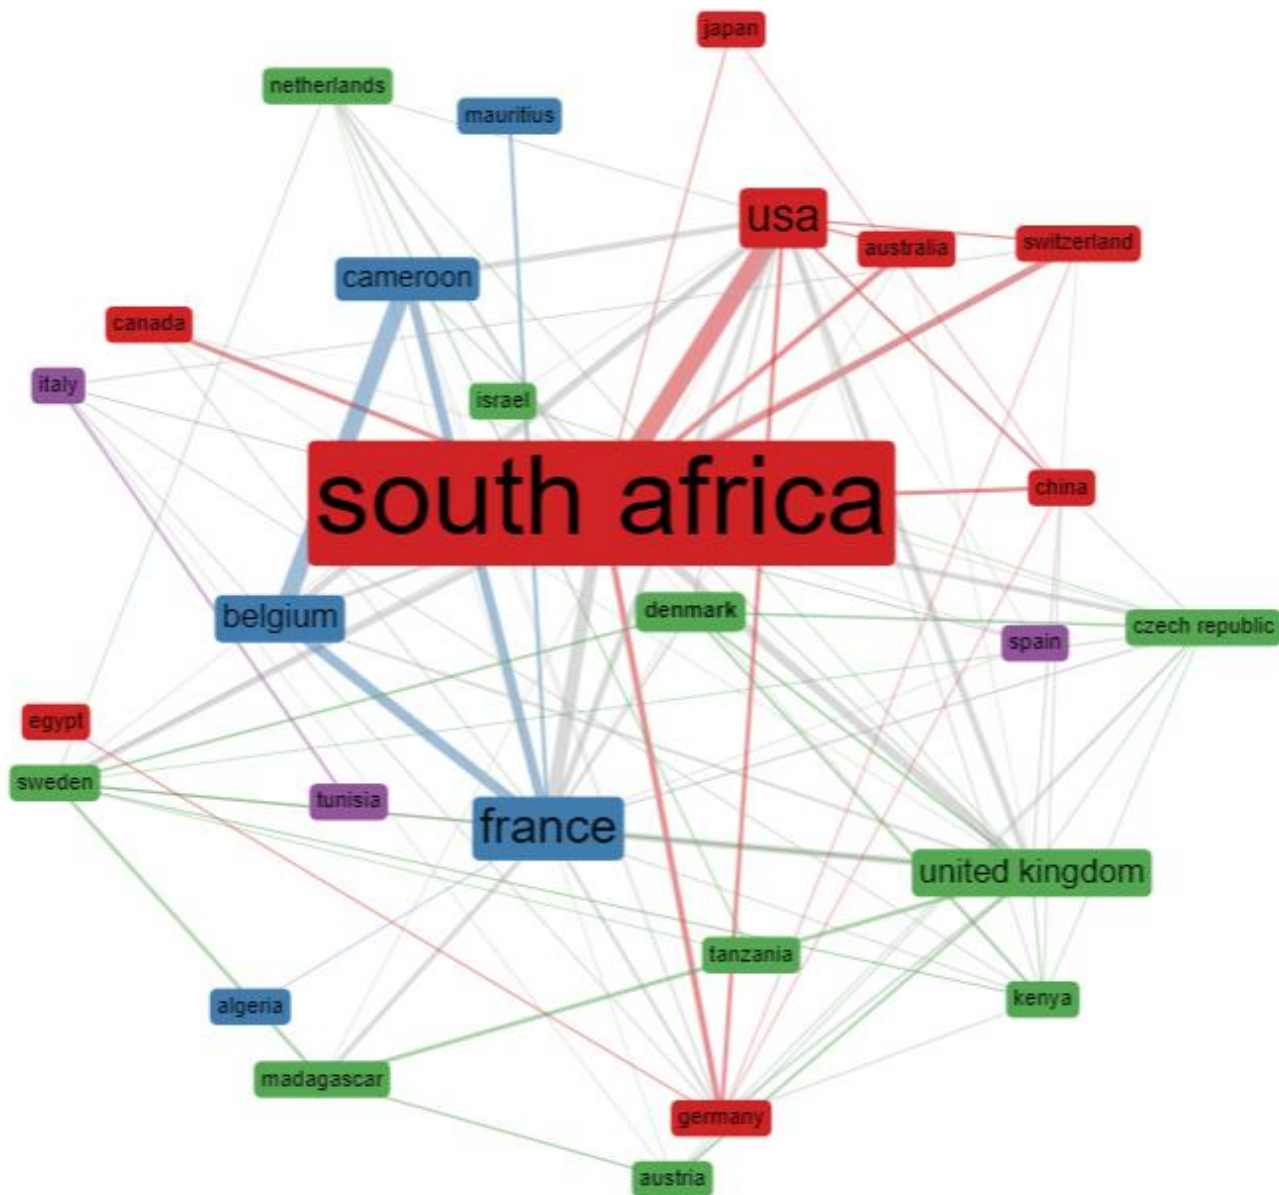 japan
netherlands
mauritius
usa
australia
switzerland
cameroon
canada
italy
israel
south africa
china
belgium
denmark
spain
czech republic
egypt
sweden
tunisia
france
united kingdom
tanzania
kenya
algeria
madagascar
germany
austria